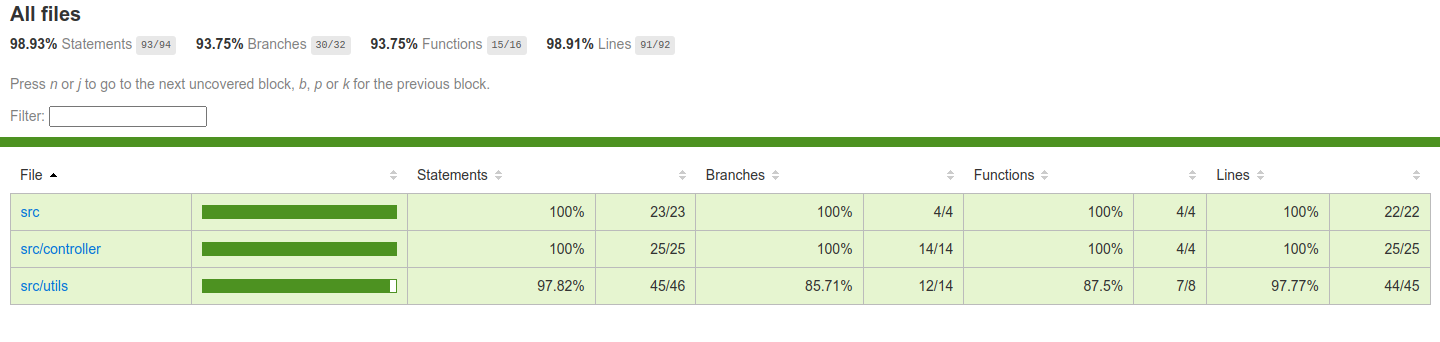 All files
98.93% Statements 93/94 93.75% Branches 30/32 93.75% Functions 15/16 98.91% Lines 91/92
Press n or j to go to the next uncovered block, b, p or k for the previous block.
Filter:
File Statements Branches Functions Lines
src 100% 23/23 100% 4/4 100% 4/4 100% 22/22
src/controller 100% 25/25 100% 14/14 100% 4/4 100% 25/25
src/utils 97.82% 45/46 85.71% 12/14 87.5% 7/8 97.77% 44/45